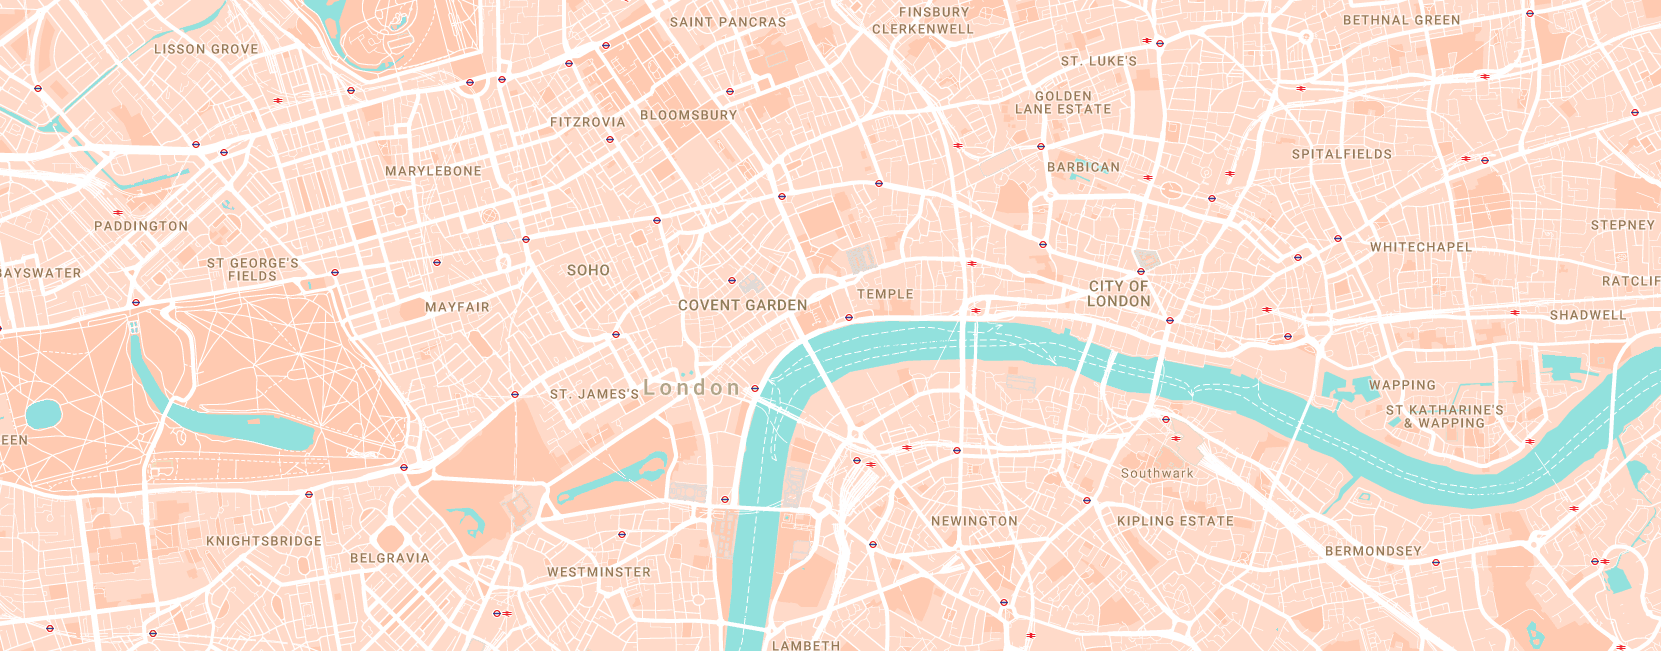 SAINT PANCRAS
FINSBURY
CLERKENWELL
BETHNAL GREEN
LISSON GROVE
ST. LUKE'S
GOLDEN
LANE ESTATE
FITZROVIA
BLOOMSBURY
SPITALFIELDS
MARYLEBONE
BARBICAN
PADDINGTON
STEPNEY
WHITECHAPEL
BAYSWATER
ST GEORGE'S
FIELDS
SOHO
RATCLIF
CITY OF
LONDON
TEMPLE
MAYFAIR
COVENT GARDEN
SHADWELL
WAPPING
ST. JAMES'S
London
ST KATHARINE'S
& WAPPING
EEN
Southwark
NEWINGTON
KIPLING ESTATE
KNIGHTSBRIDGE
BELGRAVIA
BERMONDSEY
WESTMINSTER
LAMBETH